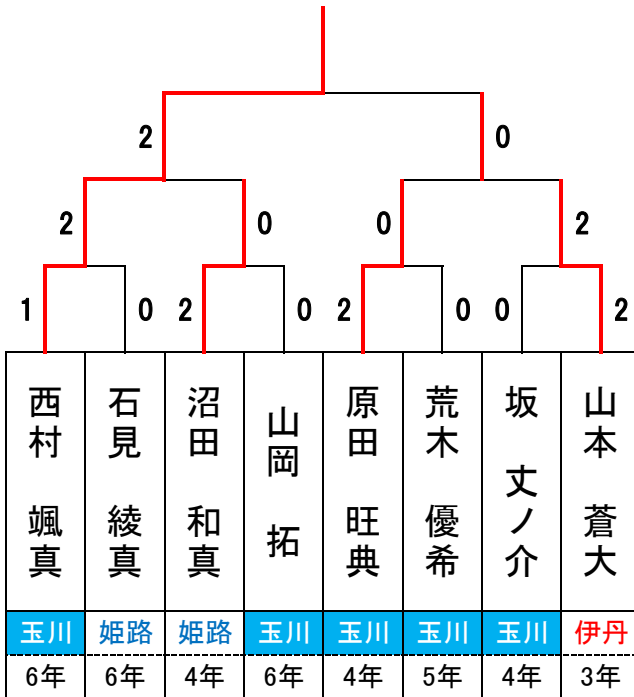 2 0
2 0 0 2
1 0 2 0 2 0 0 2
西村 颯真
石見 綾真
沼田 和真
山岡 拓
原田 旺典
荒木 優希
坂 丈ノ介
山本 蒼大
玉川 姫路 姫路 玉川 玉川 玉川 玉川 伊丹
6年 6年 4年 6年 4年 5年 4年 3年